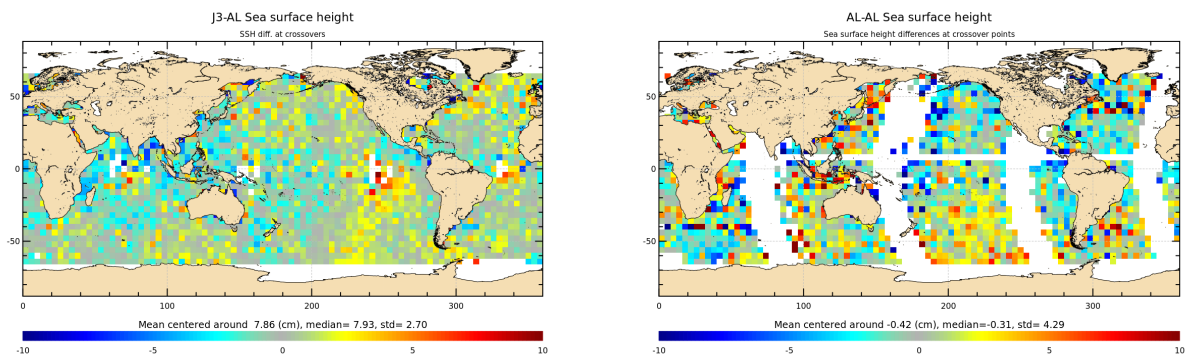 J3-AL Sea surface height
SSH diff. at crossovers
50
0
-50
0 100 200 300
Mean centered around 7.86 (cm), median= 7.93, std= 2.70
-10 -5 0 5 10
AL-AL Sea surface height
Sea surface height differences at crossover points
50
0
-50
0 100 200 300
Mean centered around -0.42 (cm), median=-0.31, std= 4.29
-10 -5 0 5 10